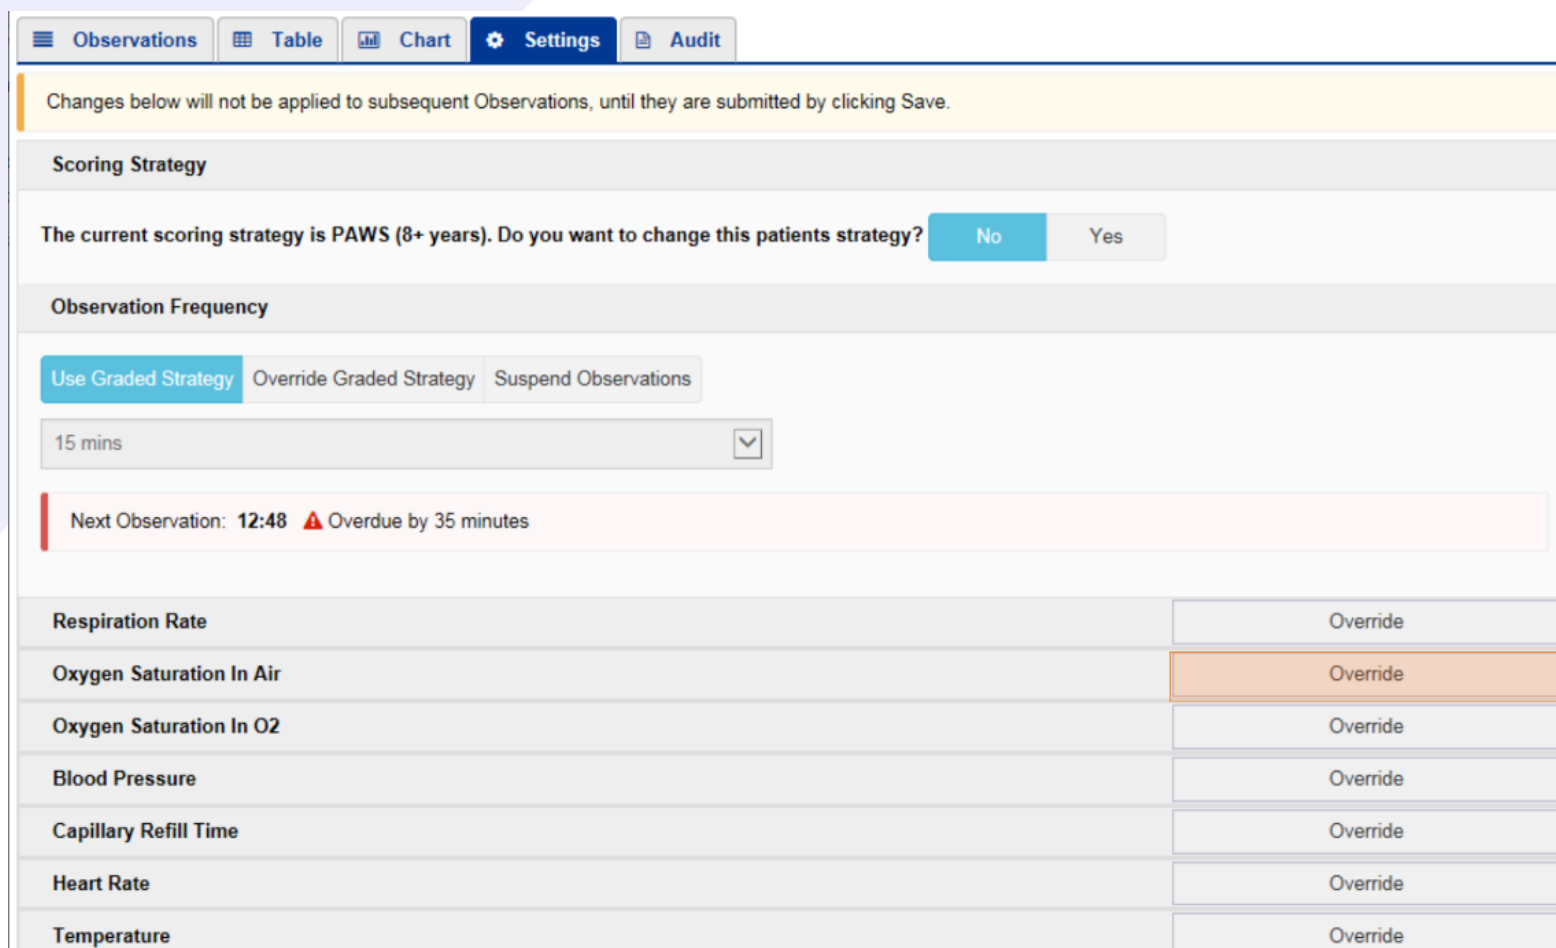 Observations Table Chart Settings Audit
Changes below will not be applied to subsequent Observations, until they are submitted by clicking Save.
Scoring Strategy
The current scoring strategy is PAWS (8+ years). Do you want to change this patients strategy? No Yes
Observation Frequency
Use Graded Strategy Override Graded Strategy Suspend Observations
15 mins
Next Observation: 12:48 Overdue by 35 minutes
Respiration Rate Override
Oxygen Saturation In Air Override
Oxygen Saturation In O2 Override
Blood Pressure Override
Capillary Refill Time Override
Heart Rate Override
Temperature Override